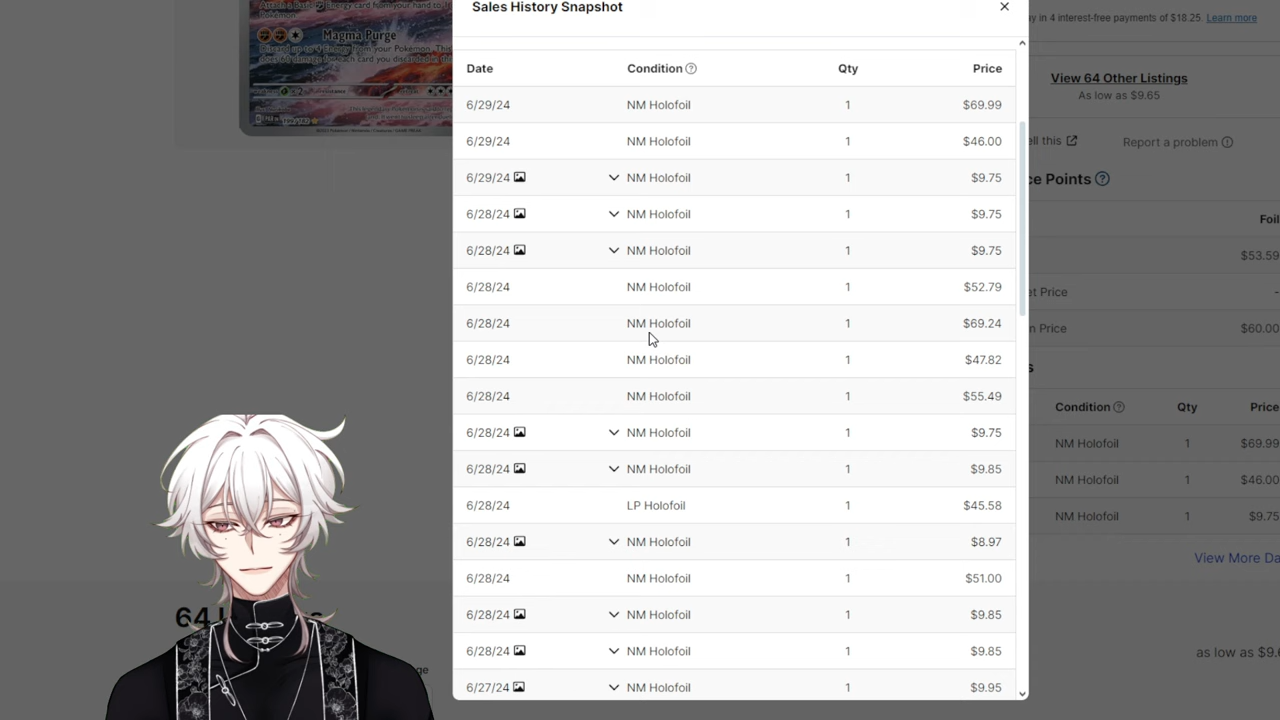 Sales History Snapshot
Date Condition Qty Price
6/29/24 NM Holofoil 1 $69.99
6/29/24 NM Holofoil 1 $46.00
6/29/24 NM Holofoil 1 $9.75
6/28/24 NM Holofoil 1 $9.75
6/28/24 NM Holofoil 1 $9.75
6/28/24 NM Holofoil 1 $52.79
6/28/24 NM Holofoil 1 $69.24
6/28/24 NM Holofoil 1 $47.82
6/28/24 NM Holofoil 1 $55.49
6/28/24 NM Holofoil 1 $9.75
6/28/24 NM Holofoil 1 $9.85
6/28/24 LP Holofoil 1 $45.58
6/28/24 NM Holofoil 1 $8.97
6/28/24 NM Holofoil 1 $51.00
6/28/24 NM Holofoil 1 $9.85
6/28/24 NM Holofoil 1 $9.85
6/27/24 NM Holofoil 1 $9.95
Magma Purge
y in 4 interest-free payments of $18.25. Learn more
View 64 Other Listings
As low as $9.65
ell this Report a problem
ce Points
Foil
$53.59
et Price -
n Price $60.00
s
Condition Qty Price
NM Holofoil 1 $69.99
NM Holofoil 1 $46.00
NM Holofoil 1 $9.75
View More Da
64
as low as $9.6